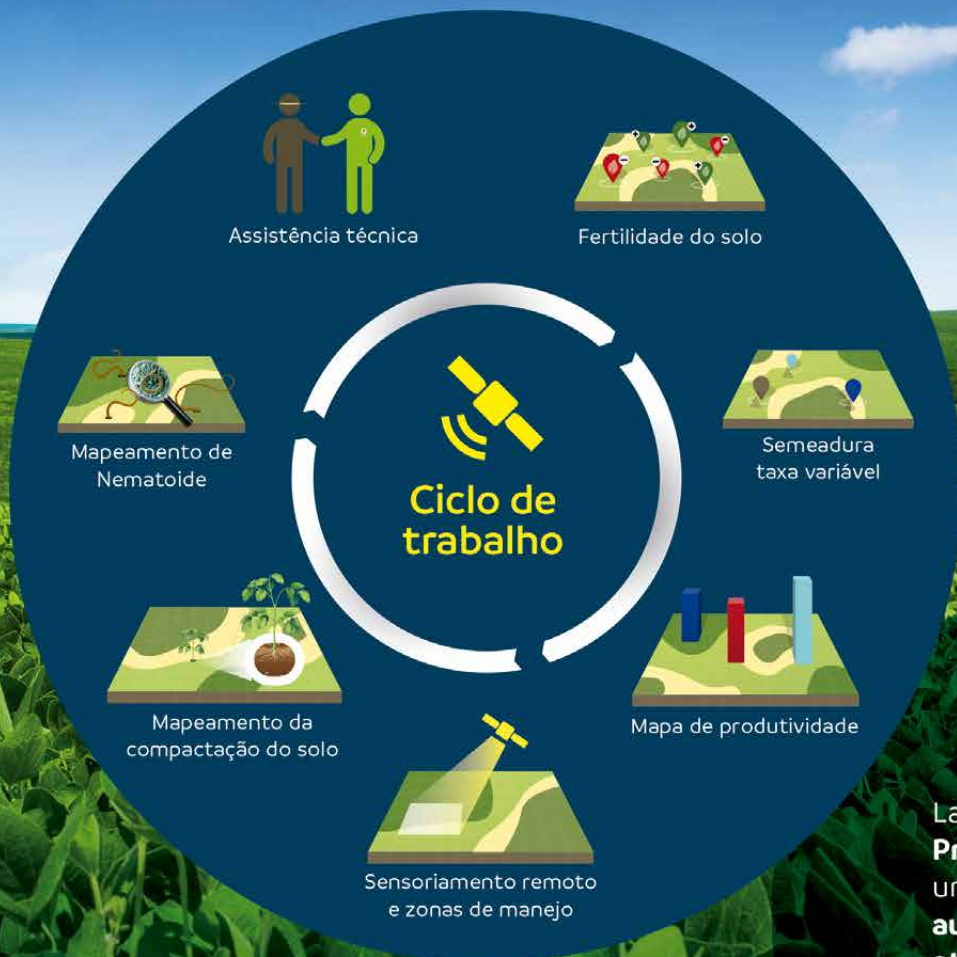 Assistência técnica
Fertilidade do solo
Mapeamento de
Nematoide
Ciclo de
trabalho
Semeadura
taxa variável
Mapeamento da
compactação do solo
Mapa de produtividade
Sensoriamento remoto
e zonas de manejo